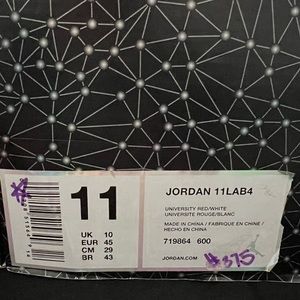 11
UK 10
EUR 45
CM 29
BR 43
JORDAN 11LAB4
UNIVERSITY RED/WHITE
UNIVERSITE ROUGE/BLANC
MADE IN CHINA / FABRIQUE EN CHINE /
HECHO EN CHINA
719864 600
JORDAN.COM
#375